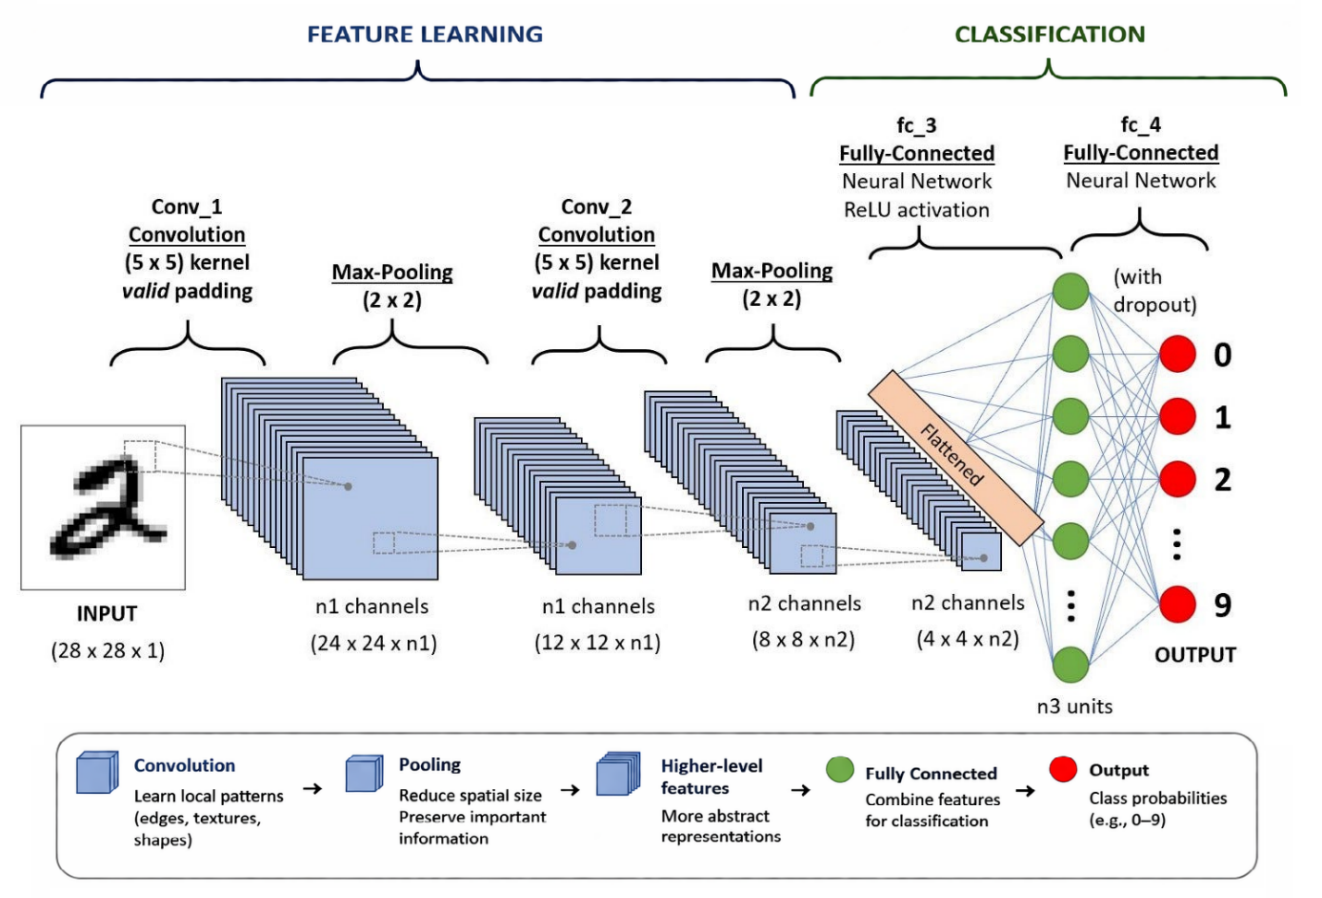 FEATURE LEARNING
CLASSIFICATION
Conv_1
Convolution
(5 x 5) kernel
valid padding
Max-Pooling
(2 x 2)
Conv_2
Convolution
(5 x 5) kernel
valid padding
Max-Pooling
(2 x 2)
fc_3
Fully-Connected
Neural Network
ReLU activation
fc_4
Fully-Connected
Neural Network
(with
dropout)
2
Flattened
0
1
2
9
OUTPUT
INPUT
(28 x 28 x 1)
n1 channels
(24 x 24 x n1)
n1 channels
(12 x 12 x n1)
n2 channels
(8 x 8 x n2)
n2 channels
(4 x 4 x n2)
n3 units
Convolution
Learn local patterns
(edges, textures,
shapes)
Pooling
Reduce spatial size
Preserve important
information
Higher-level
features
More abstract
representations
Fully Connected
Combine features
for classification
Output
Class probabilities
(e.g., 0–9)